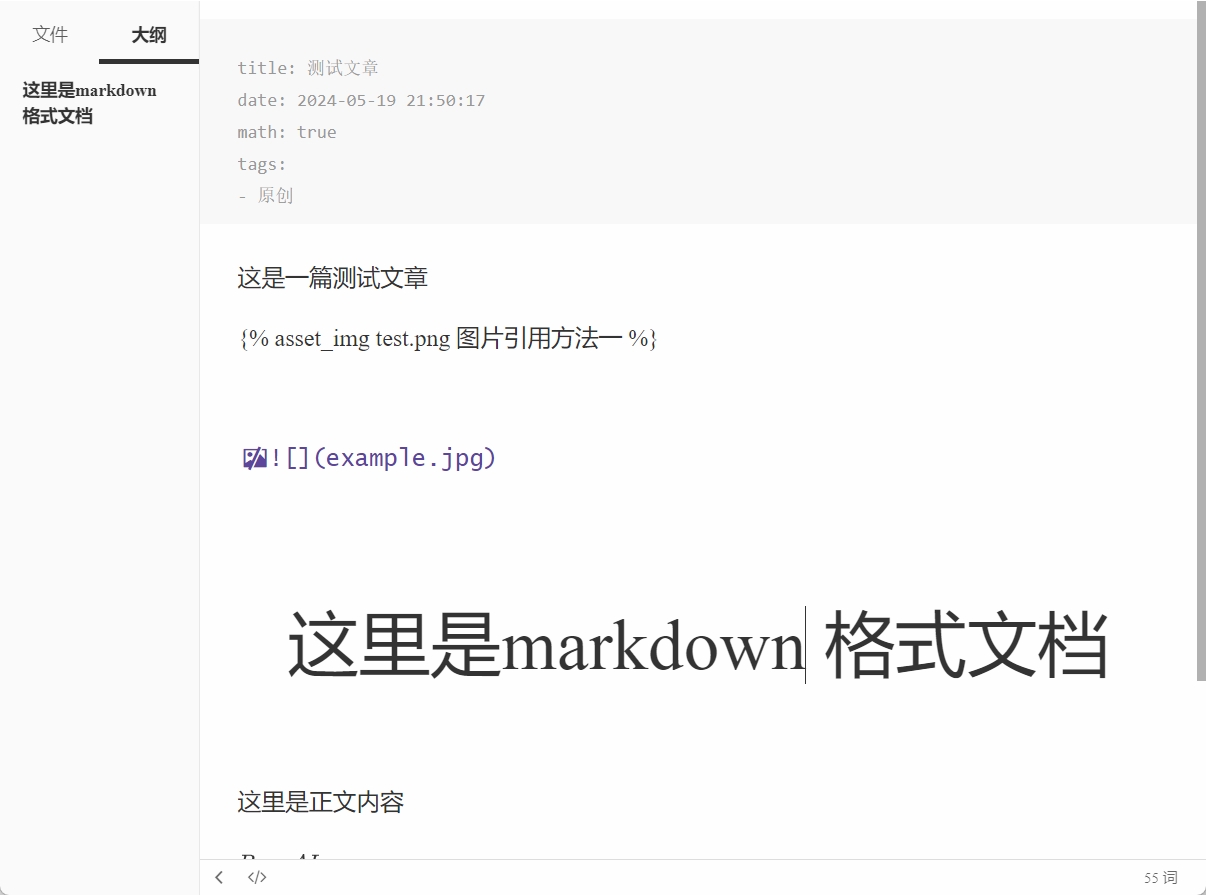 文件 大纲
这里是markdown
格式文档
title: 测试文章
date: 2024-05-19 21:50:17
math: true
tags:
- 原创
这是一篇测试文章
{% asset_img test.png 图片引用方法一 %}
![](example.jpg)
这里是markdown 格式文档
这里是正文内容
</> 55 词